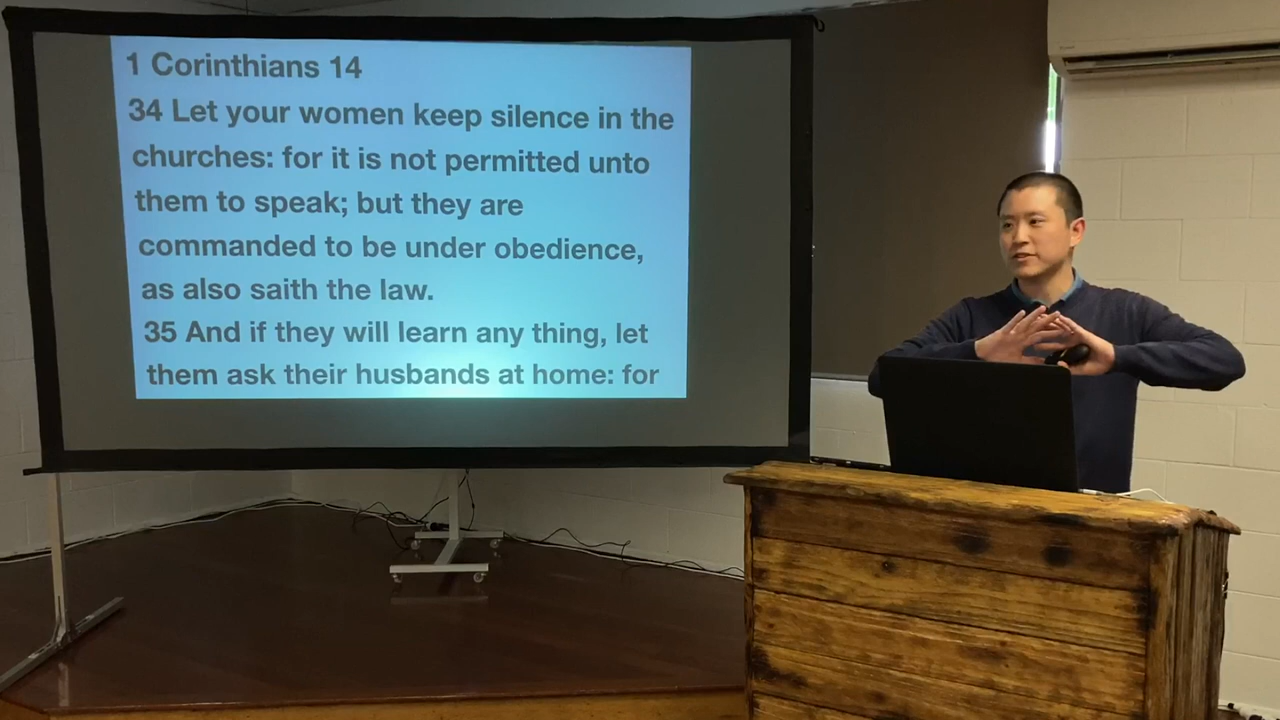 1 Corinthians 14
34 Let your women keep silence in the
churches: for it is not permitted unto
them to speak; but they are
commanded to be under obedience,
as also saith the law.
35 And if they will learn any thing, let
them ask their husbands at home: for